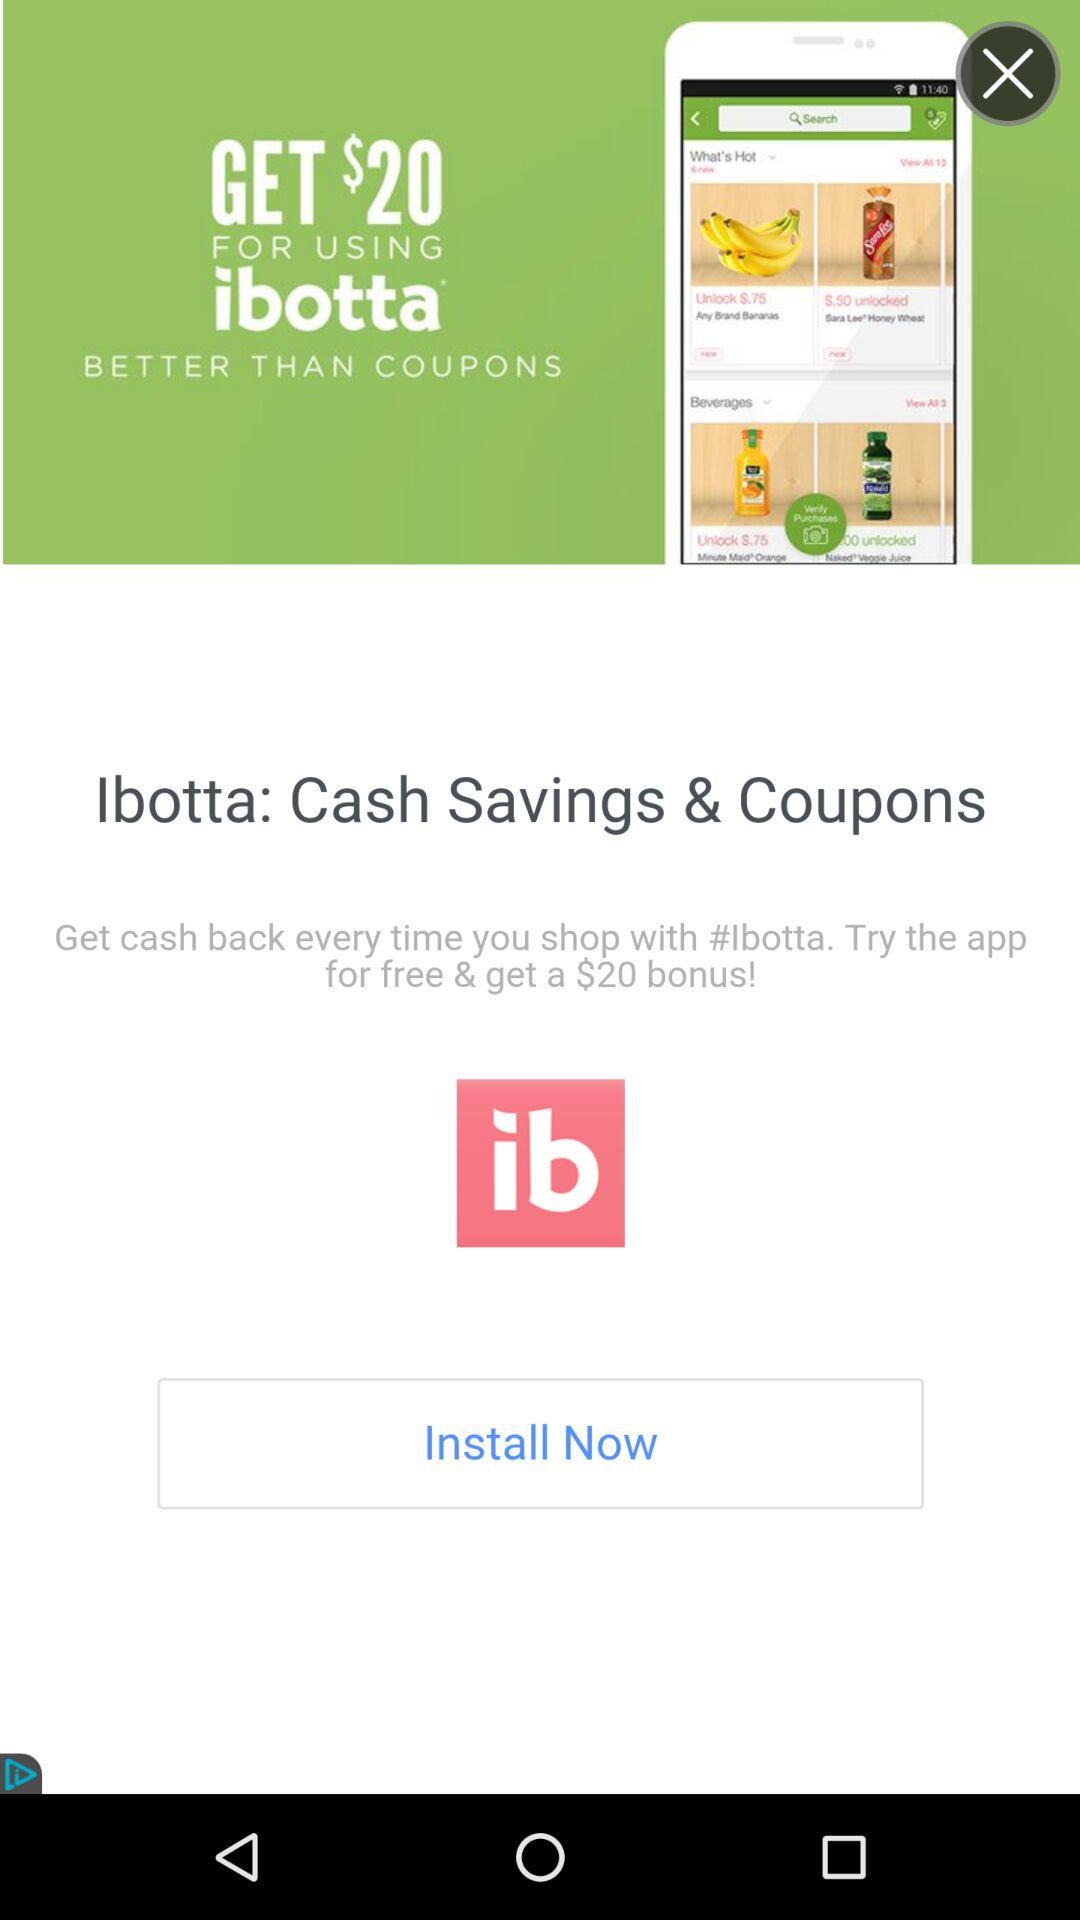 GET $20
FOR USING
ibotta
BETTER THAN COUPONS
11:40
Search
What's Hot
6 new
View All 13
Unlock $.75
Any Brand Bananas
new
Sara Lee
$.50 unlocked
Sara Lee® Honey Wheat
new
Beverages
View All 3
Naked
Verify
Purchases
Unlock $.75
Minute Maid® Orange
00 unlocked
Naked® Veggie Juice
Ibotta: Cash Savings & Coupons
Get cash back every time you shop with #Ibotta. Try the app
for free & get a $20 bonus!
ib
Install Now